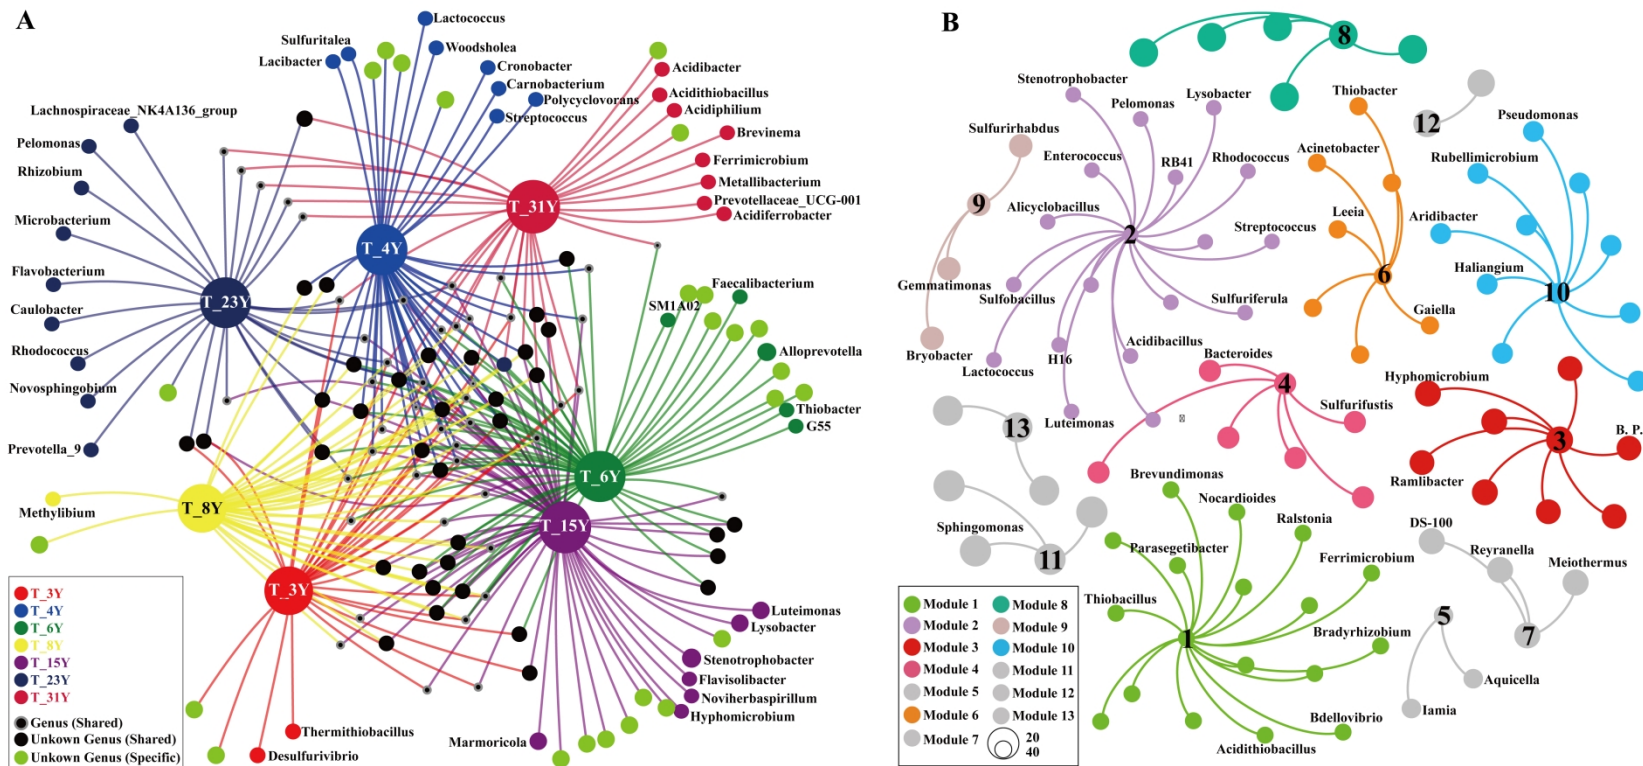 A
Lactococcus
Sulfuritalea
Woodsholea
Lacibacter
Cronobacter
Acidibacter
Carnobacterium
Acidithiobacillus
Lachnospiraceae_NK4A136_group
Polycyclovorans
Acidiphilium
Streptococcus
Brevinema
Pelomonas
Ferrimicrobium
Rhizobium
Metallibacterium
Prevotellaceae_UCG-001
T_31Y
Acidiferrobacter
Microbacterium
T_4Y
Flavobacterium
Faecalibacterium
T_23Y
SM1A02
Caulobacter
Rhodococcus
Alloprevotella
Novosphingobium
Thiobacter
G55
Prevotella_9
T_6Y
Methylibium
T_8Y
T_15Y
T_3Y
Luteimonas
Lysobacter
Stenotrophobacter
Flavisolibacter
Noviherbaspirillum
Hyphomicrobium
Marmoricola
Thermithiobacillus
Desulfurivibrio
T_3Y
T_4Y
T_6Y
T_8Y
T_15Y
T_23Y
T_31Y
Genus (Shared)
Unkown Genus (Shared)
Unkown Genus (Specific)
B
8
Stenotrophobacter
Thiobacter
Pelomonas
Lysobacter
12
Pseudomonas
Sulfurirhabdus
Enterococcus
RB41
Rhodococcus
Acinetobacter
Rubellimicrobium
9
Alicyclobacillus
2
Streptococcus
Leeia
Aridibacter
Gemmatimonas
Sulfobacillus
Sulfuriferula
6
Haliangium
10
Gaiella
Bryobacter
H16
Acidibacillus
Lactococcus
Bacteroides
4
Hyphomicrobium
Luteimonas
Sulfurifustis
13
3
B. P.
Ramlibacter
Brevundimonas
Nocardioides
Sphingomonas
11
Ralstonia
DS-100
Parasegetibacter
Ferrimicrobium
Reyranella
Meiothermus
Thiobacillus
1
Bradyrhizobium
5
7
Aquicella
Iamia
Bdellovibrio
Acidithiobacillus
Module 1
Module 2
Module 3
Module 4
Module 5
Module 6
Module 7
Module 8
Module 9
Module 10
Module 11
Module 12
Module 13
20
40